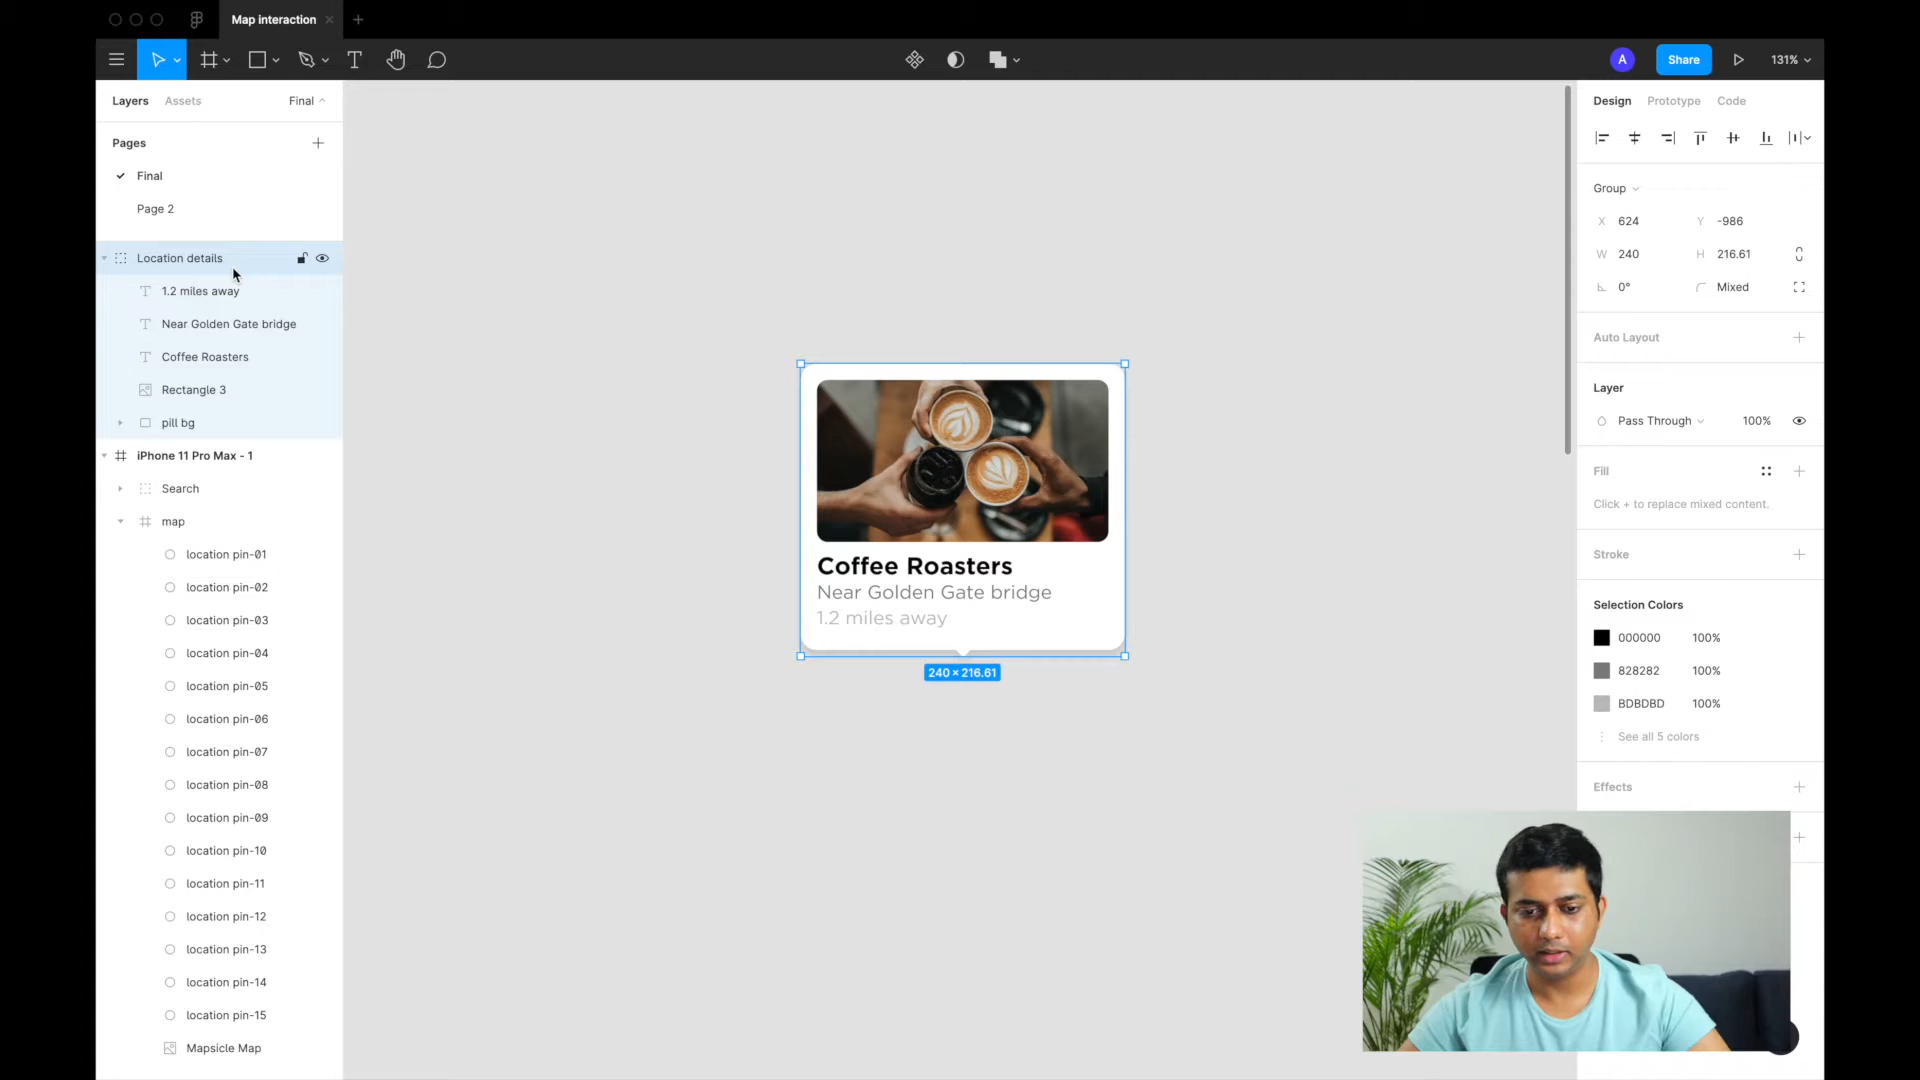 Map interaction
A
Share
131%
Layers
Assets
Final
Pages
Final
Page 2
Location details
1.2 miles away
Near Golden Gate bridge
Coffee Roasters
Rectangle 3
pill bg
iPhone 11 Pro Max - 1
Search
map
location pin-01
location pin-02
location pin-03
location pin-04
location pin-05
location pin-06
location pin-07
location pin-08
location pin-09
location pin-10
location pin-11
location pin-12
location pin-13
location pin-14
location pin-15
Mapsicle Map
Coffee Roasters
Near Golden Gate bridge
1.2 miles away
240 × 216.61
Design
Prototype
Code
Group
X 624 Y -986
W 240 H 216.61
0° Mixed
Auto Layout
Layer
Pass Through 100%
Fill
Click + to replace mixed content.
Stroke
Selection Colors
000000 100%
828282 100%
BDBDBD 100%
See all 5 colors
Effects